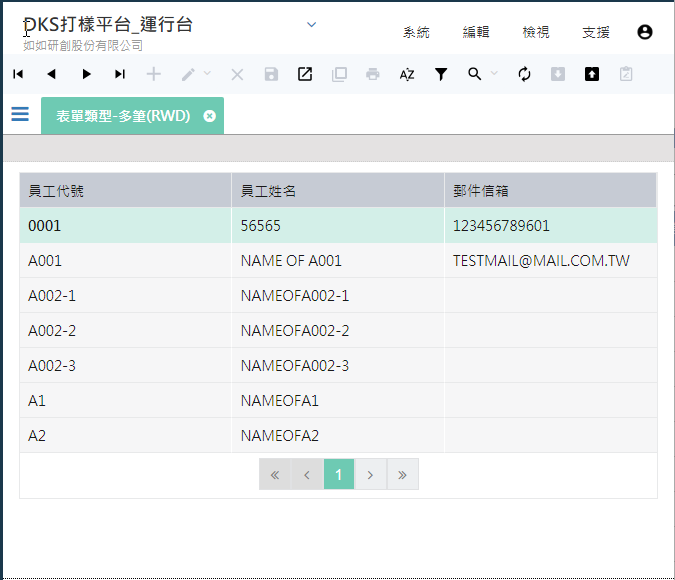 DKS打樣平台_運行台
如如研創股份有限公司
系統 編輯 檢視 支援
表單類型-多筆(RWD)
員工代號 員工姓名 郵件信箱
0001 56565 123456789601
A001 NAME OF A001 TESTMAIL@MAIL.COM.TW
A002-1 NAMEOFA002-1
A002-2 NAMEOFA002-2
A002-3 NAMEOFA002-3
A1 NAMEOFA1
A2 NAMEOFA2
« ‹ 1 › »